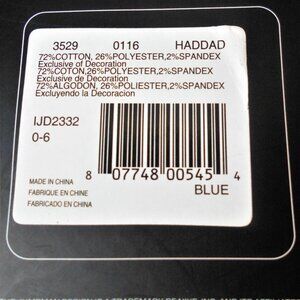 3529 0116 HADDAD
72%COTTON, 26%POLYESTER,2%SPANDEX
Exclusive of Decoration
72%COTON,26%POLYESTER,2%SPANDEX
Exclusive de Decoration
72%ALGODON, 26%POLIESTER,2%SPANDEX
Excluyendo la Decoracion
IJD2332
0-6
MADE IN CHINA
FABRIQUE EN CHINE
FABRICADO EN CHINA
8 07748 00545 4
BLUE